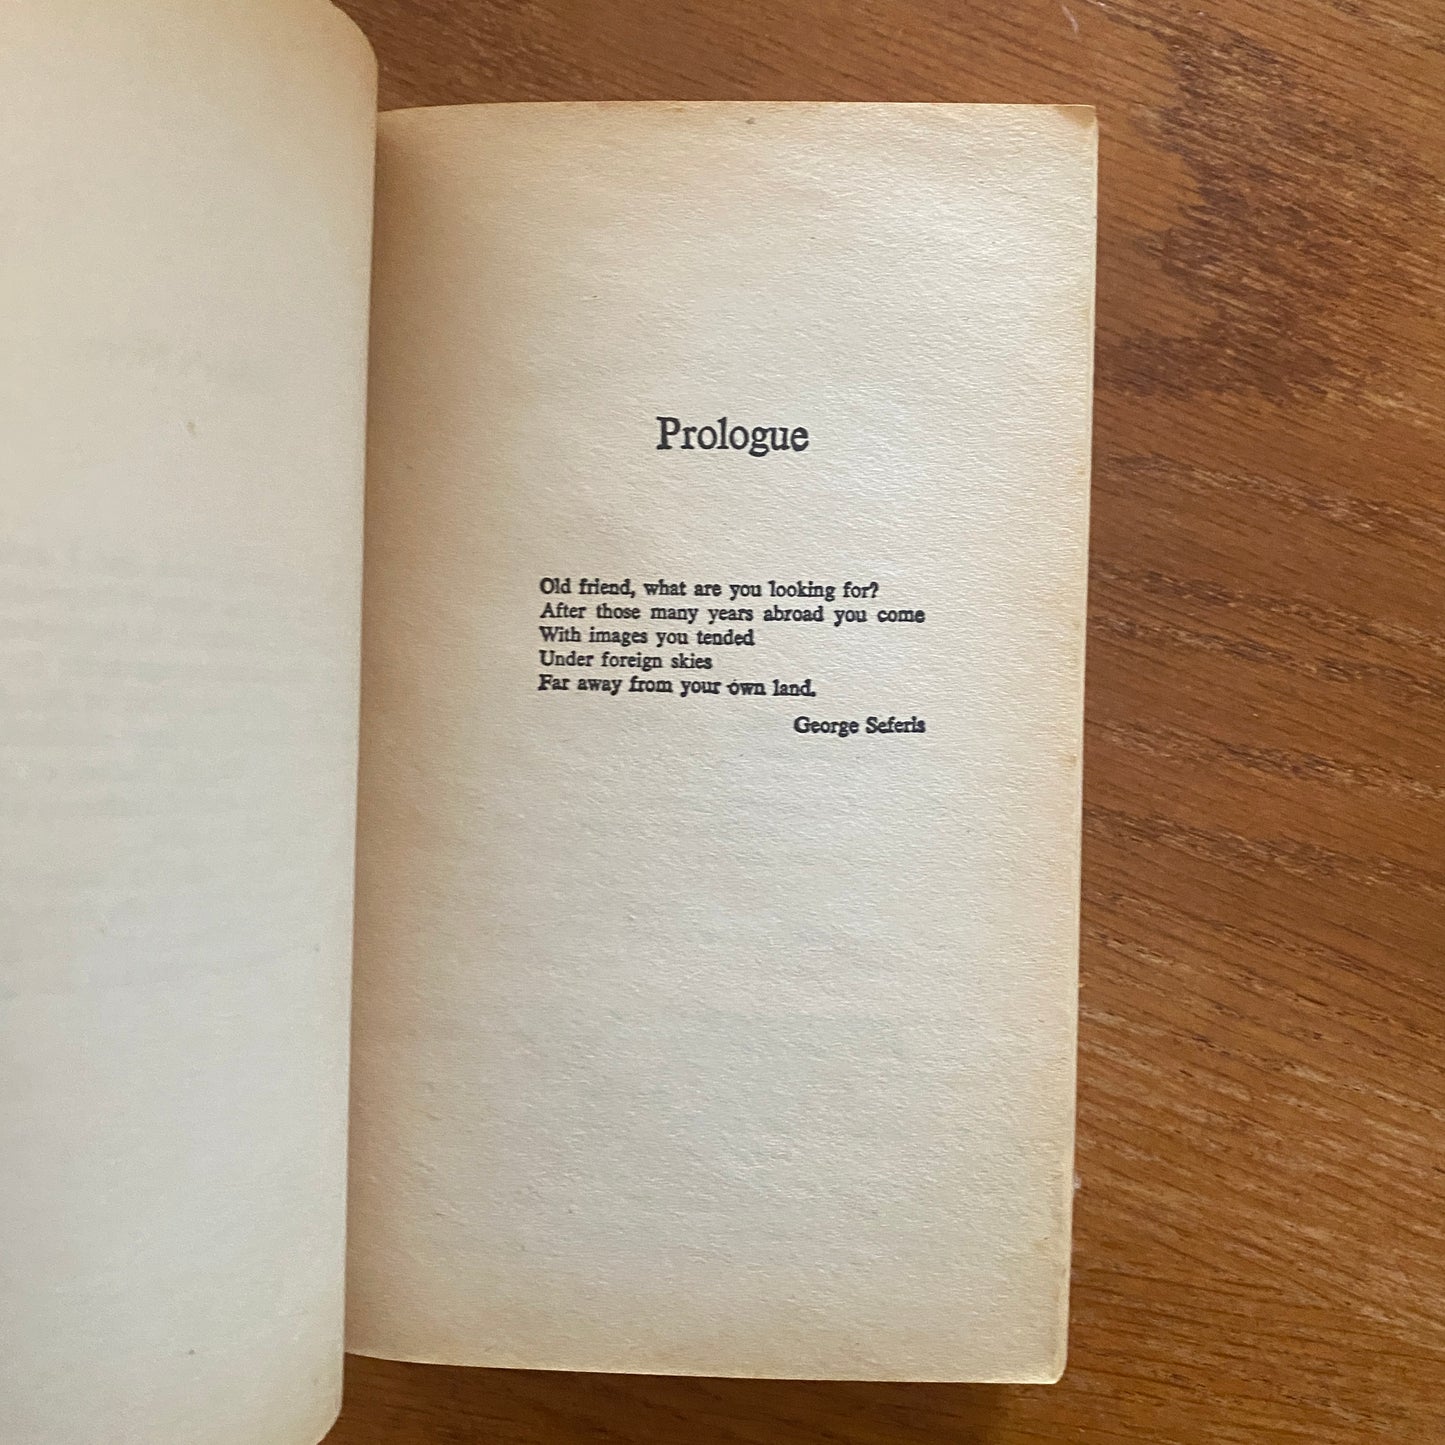 Prologue
Old friend, what are you looking for?
After those many years abroad you come
With images you tended
Under foreign skies
Far away from your own land.
George Seferis